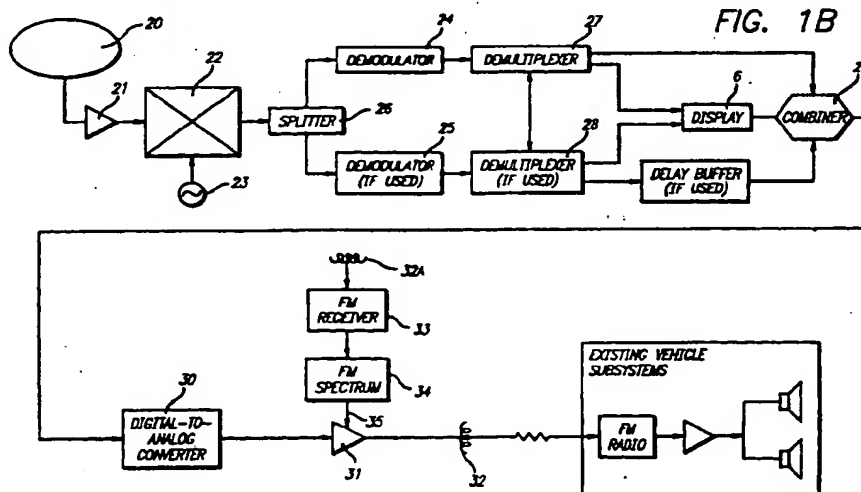 FIG. 1B
20
21
22
23
26
SPLITTER
24
DEMODULATOR
25
DEMODULATOR
(IF USED)
27
DEMULTIPLEXER
28
DEMULTIPLEXER
(IF USED)
6
DISPLAY
DELAY BUFFER
(IF USED)
COMBINER
32A
FM
RECEIVER
33
FM
SPECTRUM
34
35
30
DIGITAL-TO-
ANALOG
CONVERTER
31
32
EXISTING VEHICLE
SUBSYSTEMS
FM
RADIO